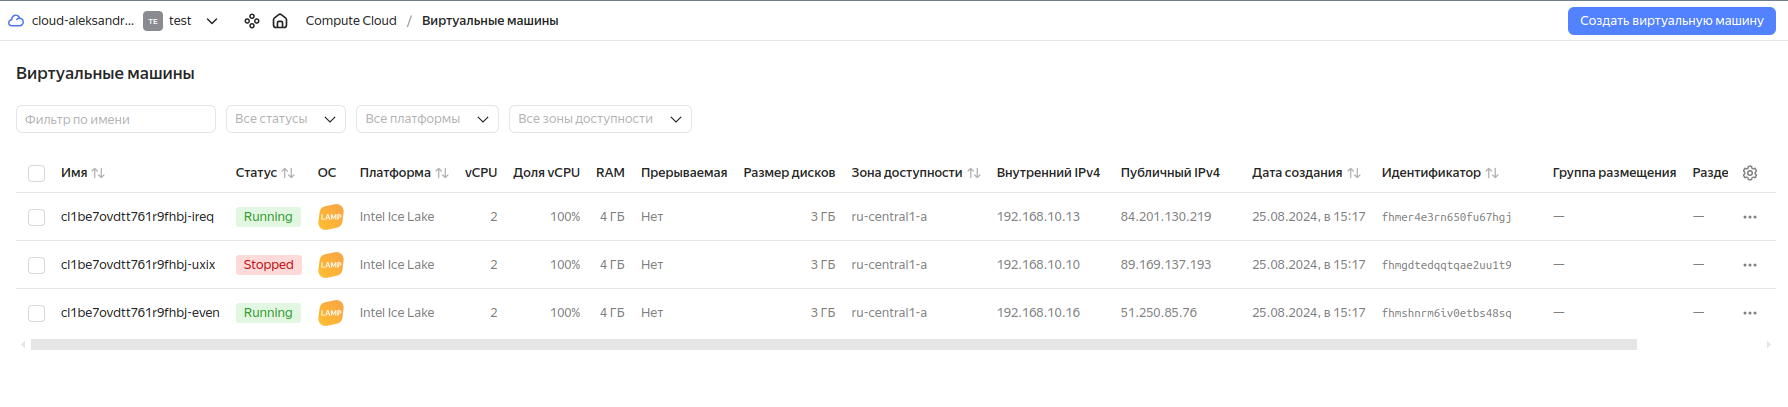 cloud-aleksandr... TE test Compute Cloud / Виртуальные машины Создать виртуальную машину
Виртуальные машины
Фильтр по имени Все статусы Все платформы Все зоны доступности
Имя Статус ОС Платформа vCPU Доля vCPU RAM Прерываемая Размер дисков Зона доступности Внутренний IPv4 Публичный IPv4 Дата создания Идентификатор Группа размещения Разде
cl1be7ovdtt761r9fhbj-ireq Running LAMP Intel Ice Lake 2 100% 4 ГБ Нет 3 ГБ ru-central1-a 192.168.10.13 84.201.130.219 25.08.2024, в 15:17 fhmer4e3rn650fu67hgj — — ...
cl1be7ovdtt761r9fhbj-uxix Stopped LAMP Intel Ice Lake 2 100% 4 ГБ Нет 3 ГБ ru-central1-a 192.168.10.10 89.169.137.193 25.08.2024, в 15:17 fhmgdtedqqtqae2uu1t9 — — ...
cl1be7ovdtt761r9fhbj-even Running LAMP Intel Ice Lake 2 100% 4 ГБ Нет 3 ГБ ru-central1-a 192.168.10.16 51.250.85.76 25.08.2024, в 15:17 fhmshnrm6iv0etbs48sq — — ...